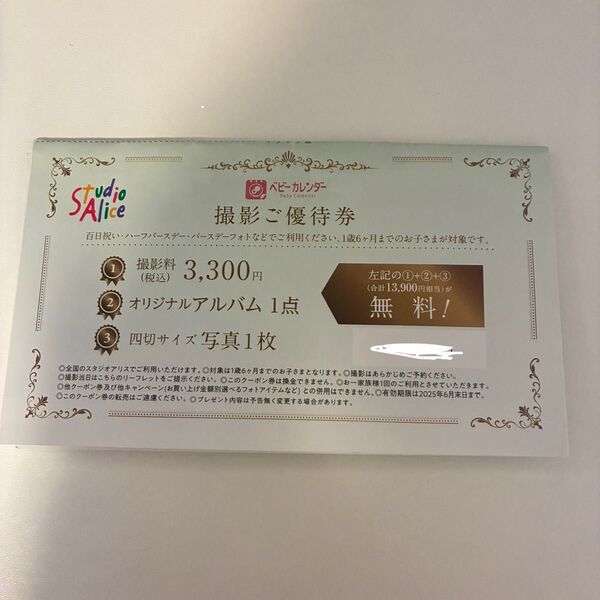 Studio Alice
ベビーカレンダー
Baby Calendar
撮影ご優待券
百日祝い・ハーフバースデー・バースデーフォトなどでご利用ください。1歳6ヶ月までのお子さまが対象です。
1 撮影料(税込) 3,300円
2 オリジナルアルバム 1点
3 四切サイズ 写真1枚
左記の①+②+③
(合計13,900円相当)が
無料!
◎全国のスタジオアリスでご利用いただけます。◎対象は1歳6ヶ月までのお子さまとなります。◎撮影はあらかじめご予約ください。
◎撮影当日はこちらのリーフレットをご提示ください。◎このクーポン券は換金できません。◎お一家族様1回のご利用とさせていただきます。
◎他クーポン券及び他キャンペーン(お買い上げ金額別選べるフォトアイテムなど)との併用はできません。◎有効期限は2025年6月末日まで。
◎このクーポン券の転売はご遠慮ください。◎プレゼント内容は予告無く変更する場合があります。